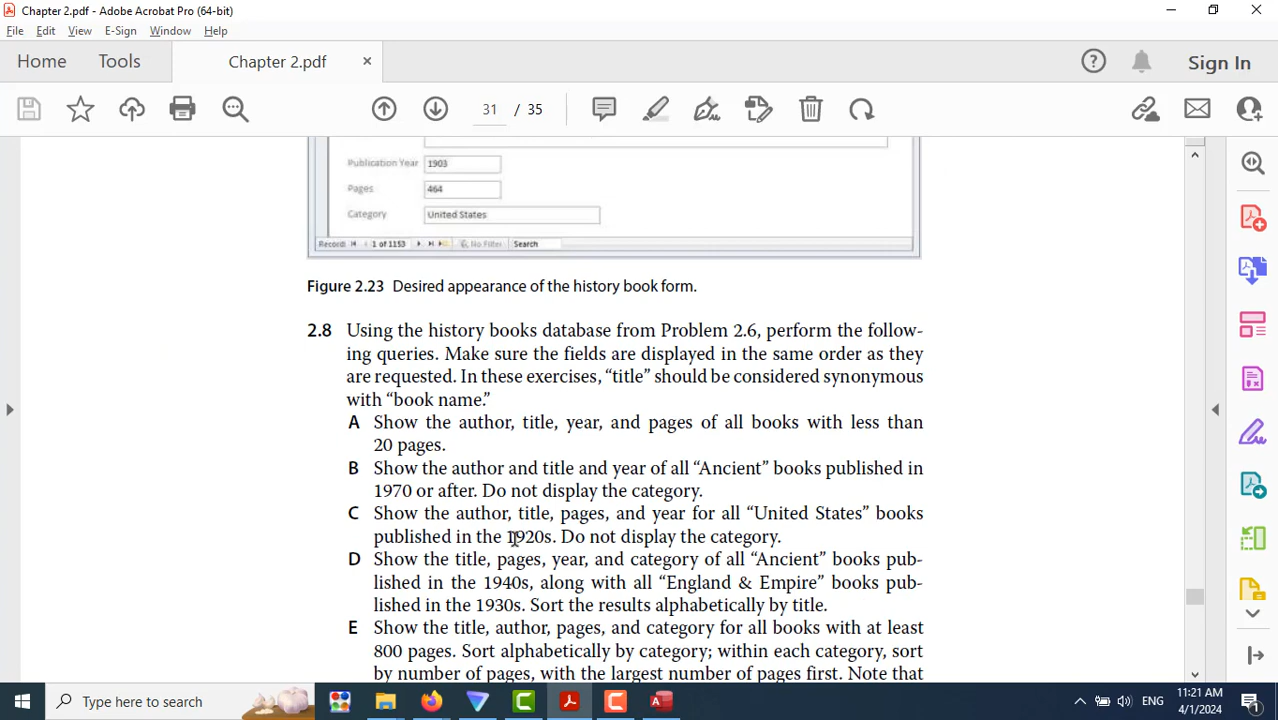 Chapter 2.pdf - Adobe Acrobat Pro (64-bit)
File Edit View E-Sign Window Help
Home Tools Chapter 2.pdf × Sign In
31 / 35
Publication Year 1903
Pages 464
Category United States
Record: 1 of 1153 No Filter Search
Figure 2.23 Desired appearance of the history book form.
2.8 Using the history books database from Problem 2.6, perform the follow-
ing queries. Make sure the fields are displayed in the same order as they
are requested. In these exercises, “title” should be considered synonymous
with “book name.”
A Show the author, title, year, and pages of all books with less than
20 pages.
B Show the author and title and year of all “Ancient” books published in
1970 or after. Do not display the category.
C Show the author, title, pages, and year for all “United States” books
published in the 1920s. Do not display the category.
D Show the title, pages, year, and category of all “Ancient” books pub-
lished in the 1940s, along with all “England & Empire” books pub-
lished in the 1930s. Sort the results alphabetically by title.
E Show the title, author, pages, and category for all books with at least
800 pages. Sort alphabetically by category; within each category, sort
by number of pages, with the largest number of pages first. Note that
Type here to search
ENG
11:21 AM
4/1/2024